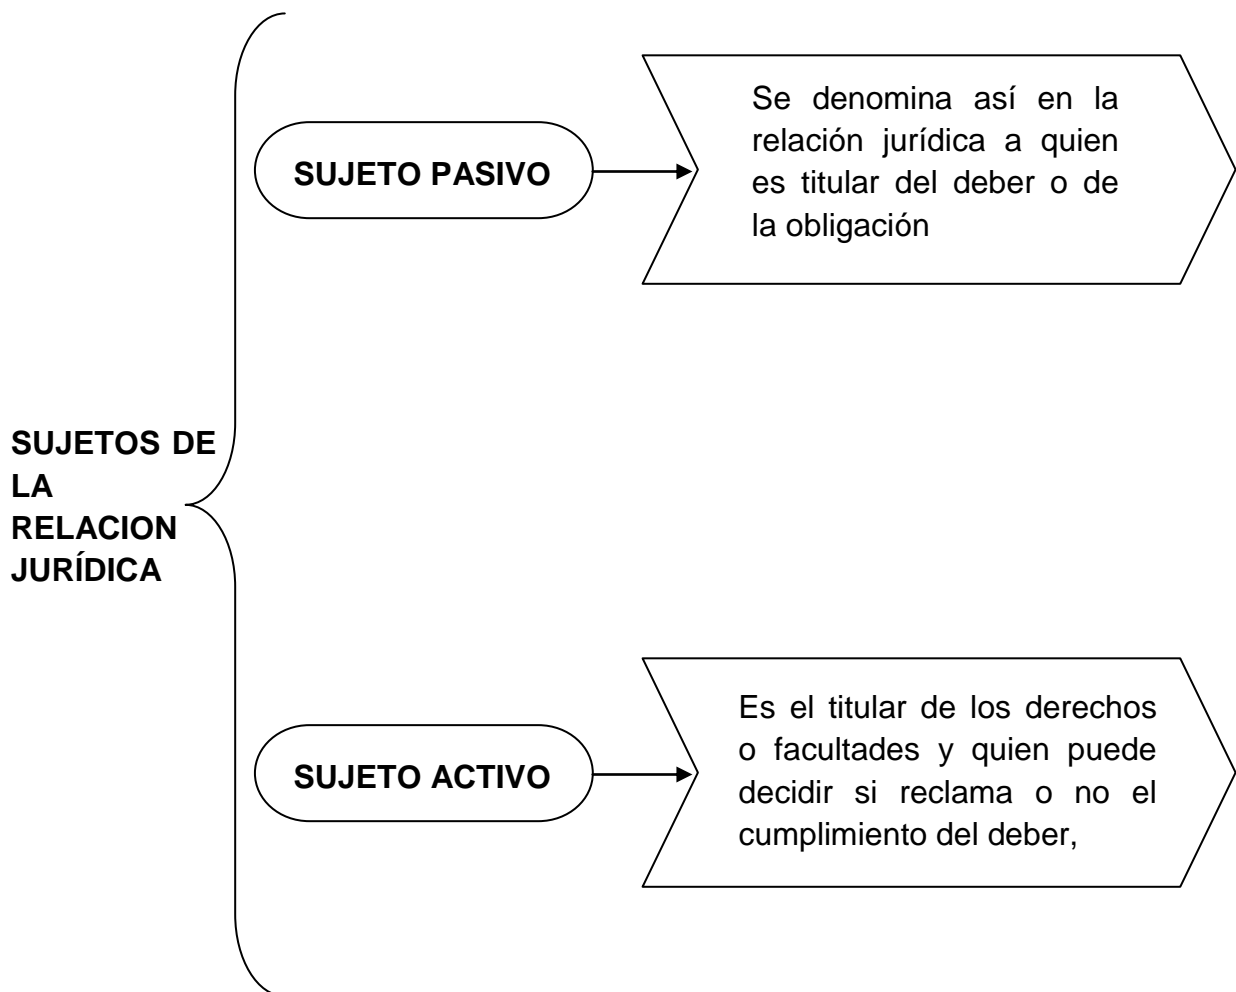 SUJETOS DE
LA
RELACION
JURÍDICA
SUJETO PASIVO
Se denomina así en la
relación jurídica a quien
es titular del deber o de
la obligación
SUJETO ACTIVO
Es el titular de los derechos
o facultades y quien puede
decidir si reclama o no el
cumplimiento del deber,